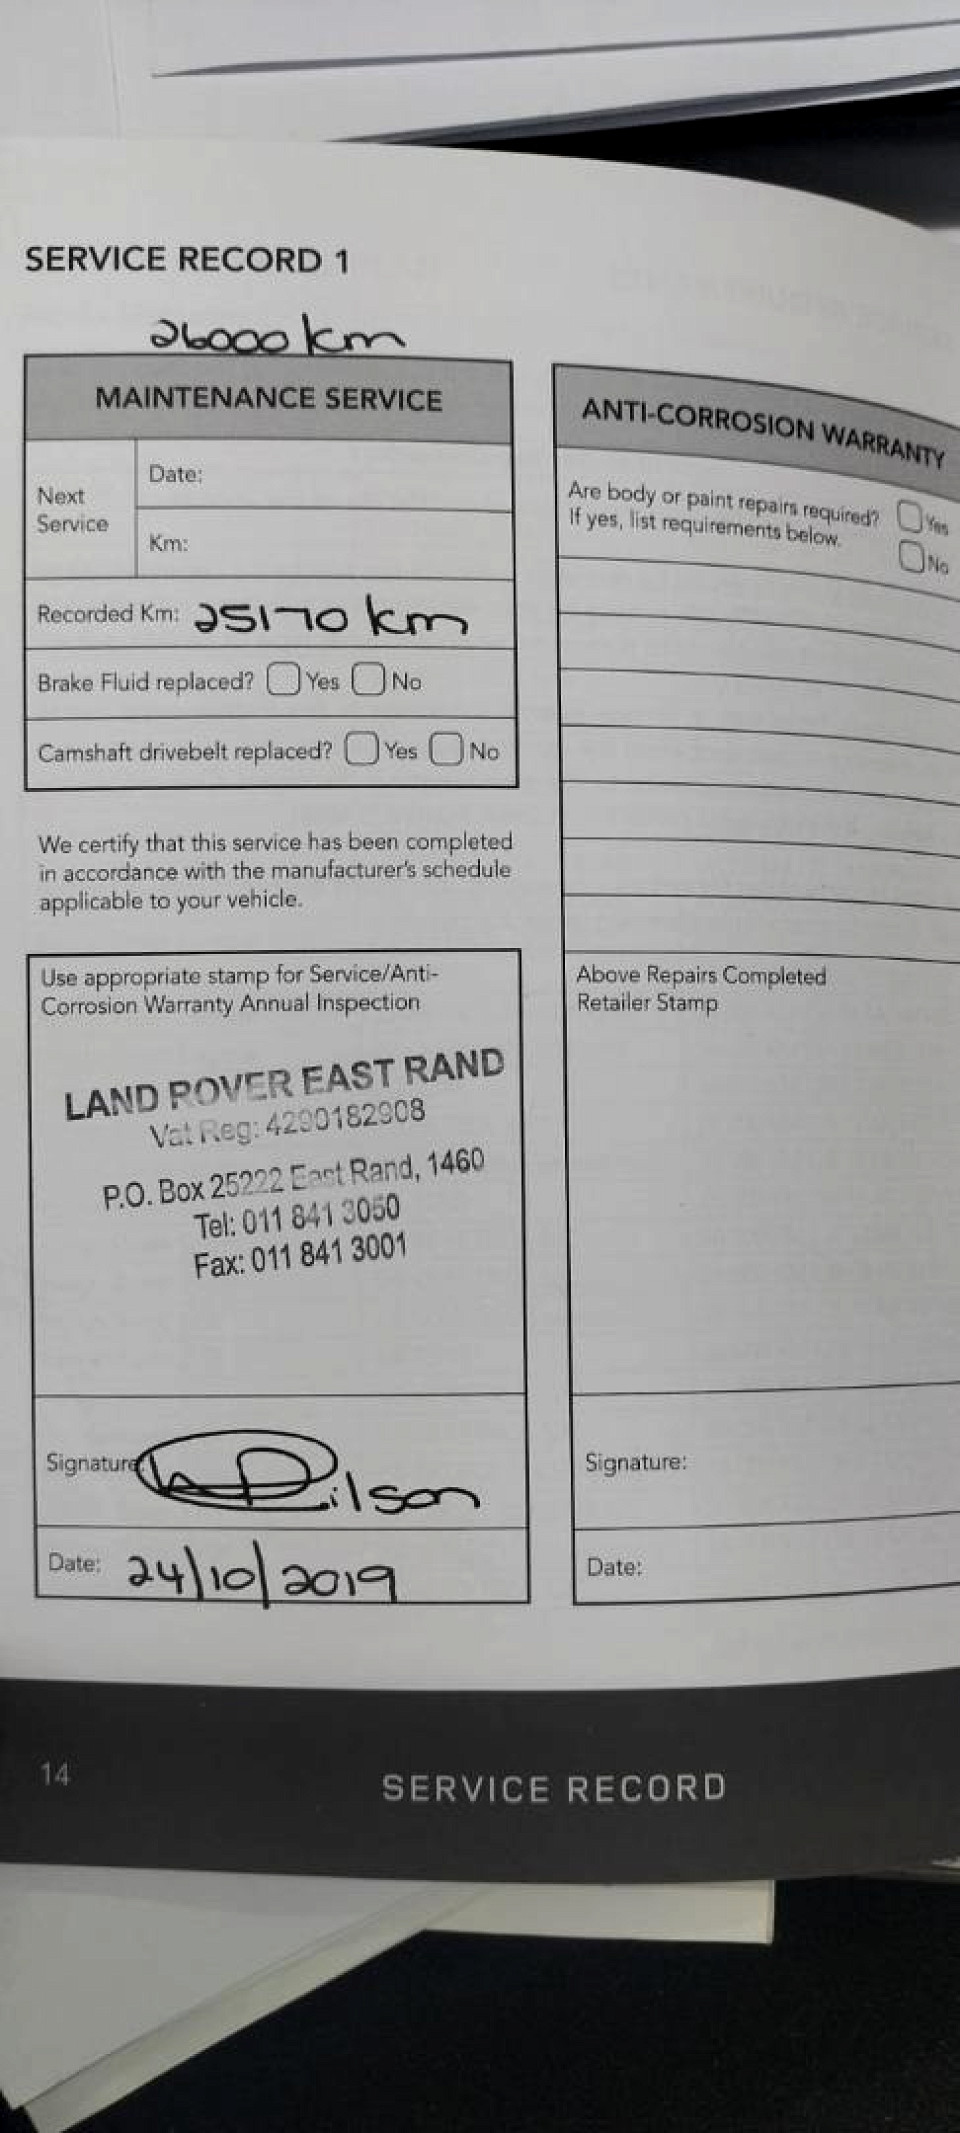 SERVICE RECORD 1
26000 km
MAINTENANCE SERVICE
Next Service
Date:
Km:
Recorded Km: 25170 km
Brake Fluid replaced? Yes No
Camshaft drivebelt replaced? Yes No
We certify that this service has been completed
in accordance with the manufacturer's schedule
applicable to your vehicle.
Use appropriate stamp for Service/Anti-
Corrosion Warranty Annual Inspection
LAND ROVER EAST RAND
Vat Reg: 4290182908
P.O. Box 25222 East Rand, 1460
Tel: 011 841 3050
Fax: 011 841 3001
Signature
Date: 24/10/2019
ANTI-CORROSION WARRANTY
Are body or paint repairs required? Yes
If yes, list requirements below. No
Above Repairs Completed
Retailer Stamp
Signature:
Date:
14
SERVICE RECORD